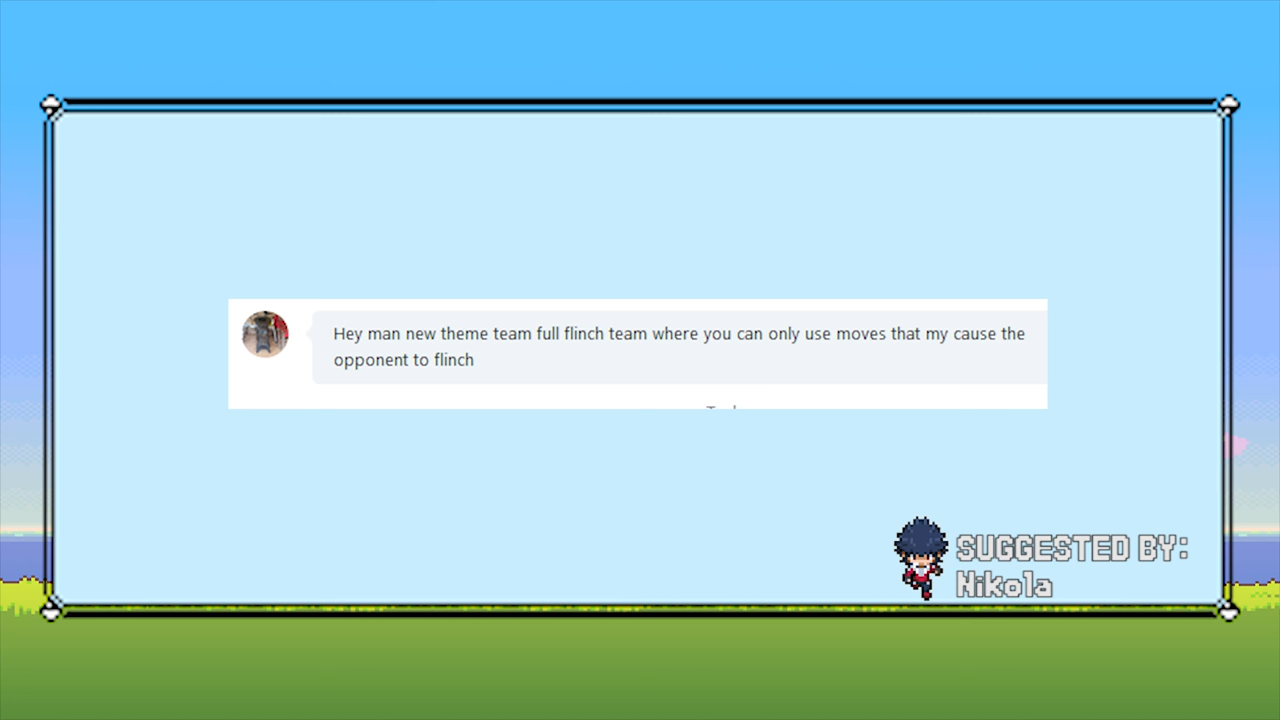 Hey man new theme team full flinch team where you can only use moves that my cause the
opponent to flinch
SUGGESTED BY:
Nikola